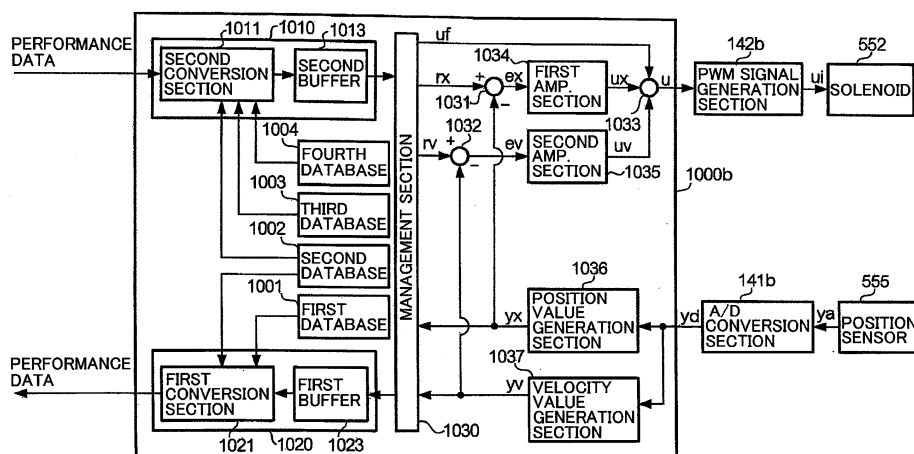 1011
1010
1013
PERFORMANCE
DATA
SECOND
CONVERSION
SECTION
SECOND
BUFFER
1004
FOURTH
DATABASE
1003
THIRD
DATABASE
1002
SECOND
DATABASE
1001
FIRST
DATABASE
PERFORMANCE
DATA
FIRST
CONVERSION
SECTION
FIRST
BUFFER
1021
1020
1023
MANAGEMENT SECTION
1030
uf
rx
+
ex
1031
−
1034
FIRST
AMP.
SECTION
ux
u
1033
rv
+
1032
−
ev
SECOND
AMP.
SECTION
uv
1035
1000b
142b
PWM SIGNAL
GENERATION
SECTION
ui
552
SOLENOID
1036
yx
POSITION
VALUE
GENERATION
SECTION
yd
141b
A/D
CONVERSION
SECTION
ya
555
POSITION
SENSOR
1037
yv
VELOCITY
VALUE
GENERATION
SECTION